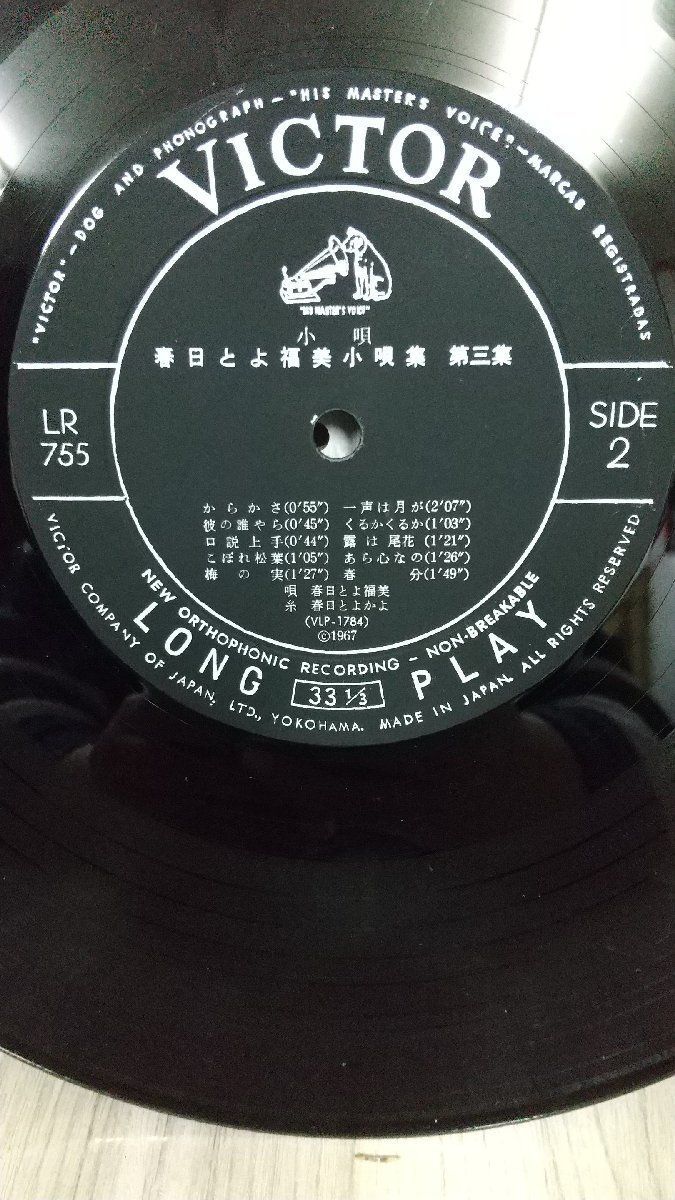 "VICTOR"-DOG AND PHONOGRAPH-"HIS MASTER'S VOICE"-MARCAS REGISTRADAS
VICTOR
"HIS MASTER'S VOICE"
小唄
春日とよ福美小唄集 第三集
LR
755
SIDE
2
からかさ(0'55") 一声は月が(2'07")
彼の誰やら(0'45") くるかくるか(1'03")
口説上手(0'44") 露は尾花(1'21")
こぼれ松葉(1'05) あら心なの(1'26")
梅の実(1'27") 春分(1'49")
唄 春日とよ福美
糸 春日とよかよ
(VLP-1784)
©1967
NEW ORTHOPHONIC RECORDING - NON-BREAKABLE
LONG 33 1/3 PLAY
VICTOR COMPANY OF JAPAN, LTD., YOKOHAMA. MADE IN JAPAN. ALL RIGHTS RESERVED